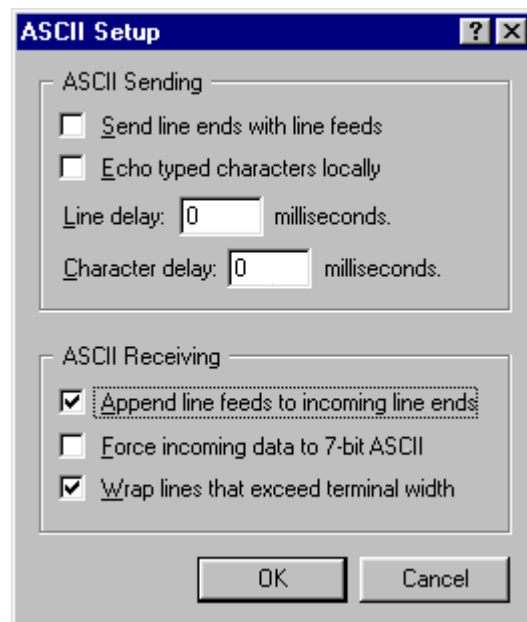 ASCII Setup
ASCII Sending
Send line ends with line feeds
Echo typed characters locally
Line delay: 0 milliseconds.
Character delay: 0 milliseconds.
ASCII Receiving
Append line feeds to incoming line ends
Force incoming data to 7-bit ASCII
Wrap lines that exceed terminal width
OK Cancel